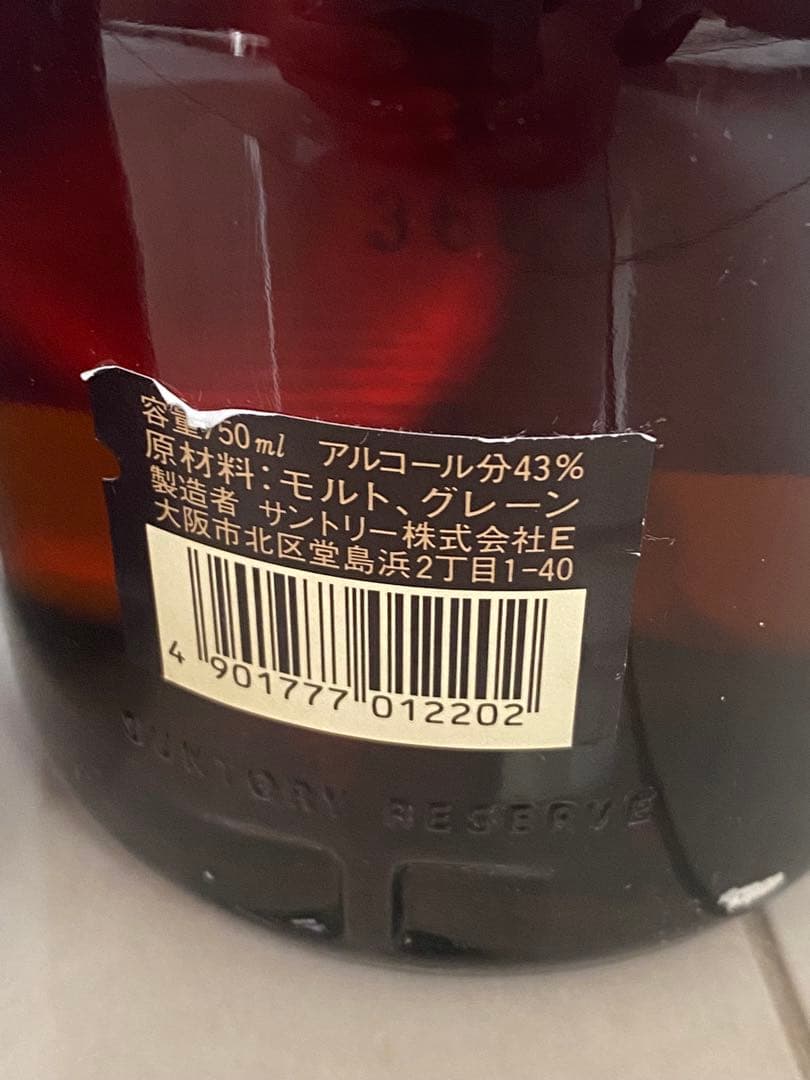 36
容量750ml アルコール分43%
原材料:モルト、グレーン
製造者 サントリー株式会社E
大阪市北区堂島浜2丁目1-40
4 901777 012202
SUNTORY RESERVE